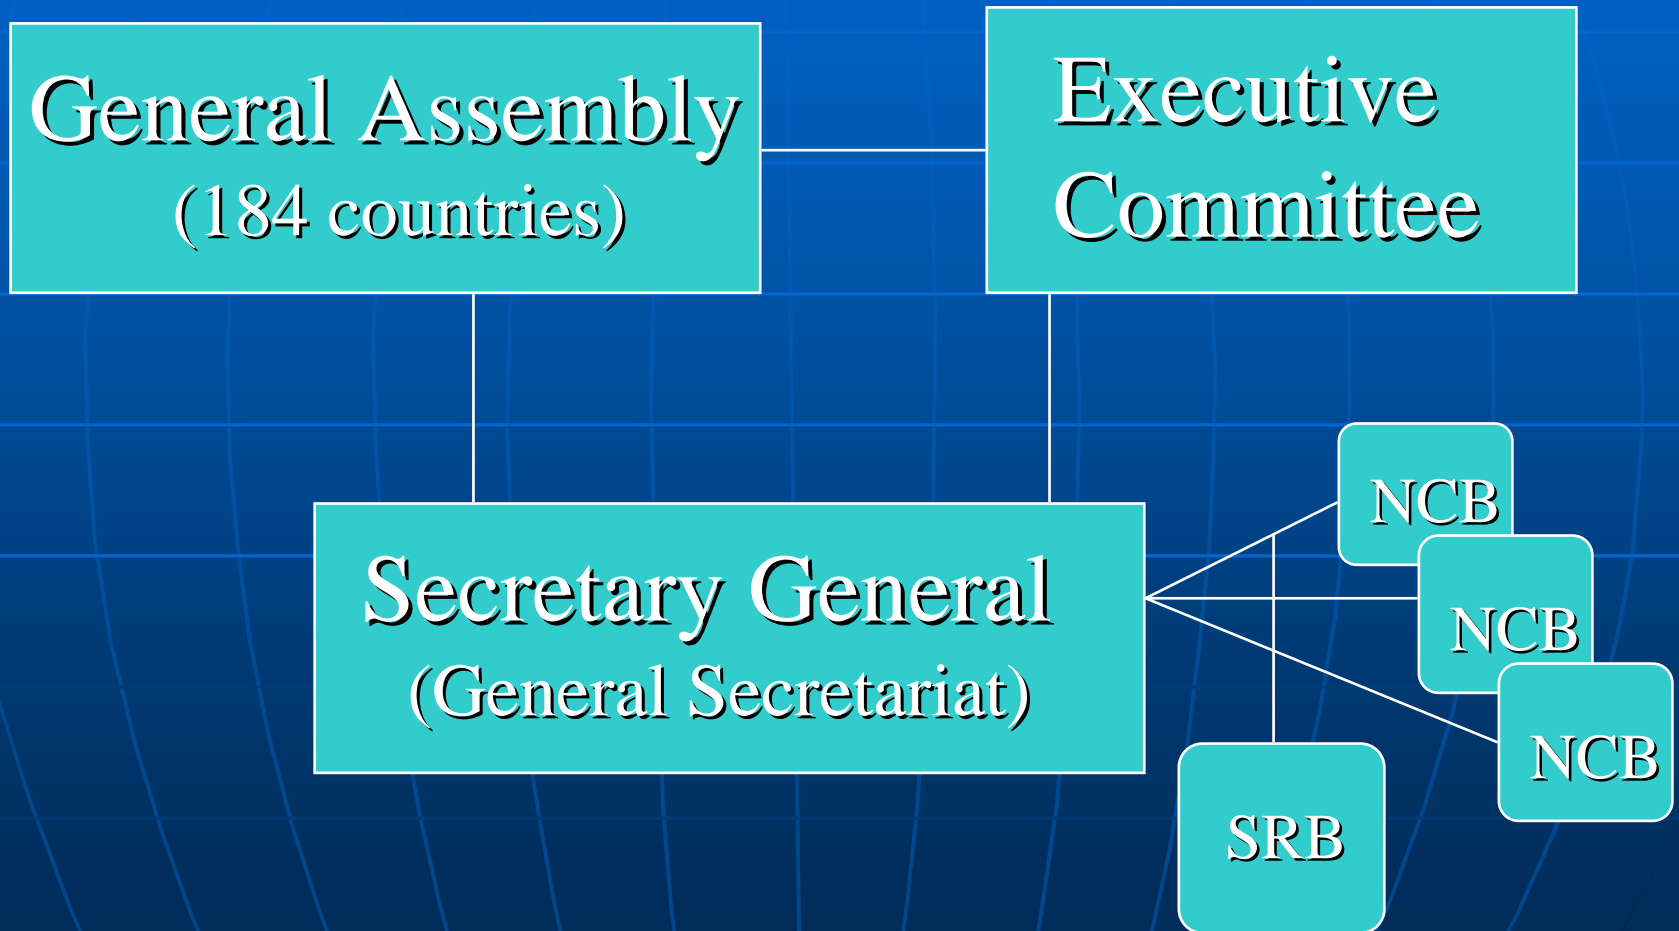 General Assembly
(184 countries)
Executive
Committee
Secretary General
(General Secretariat)
NCB
NCB
NCB
SRB